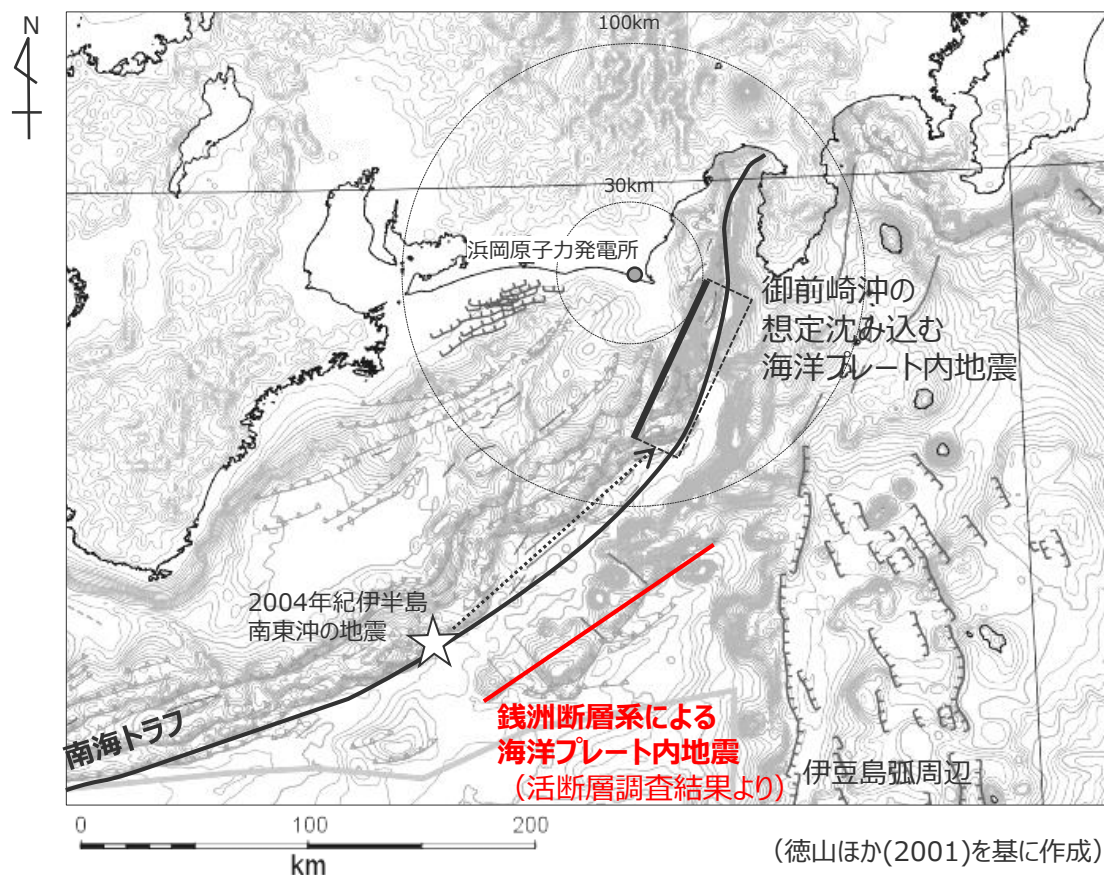 N
100km
30km
浜岡原子力発電所
御前崎沖の
想定沈み込む
海洋プレート内地震
2004年紀伊半島
南東沖の地震
南海トラフ
銭洲断層系による
海洋プレート内地震
（活断層調査結果より）
伊豆島弧周辺
0 100 200
km
（徳山ほか(2001)を基に作成）